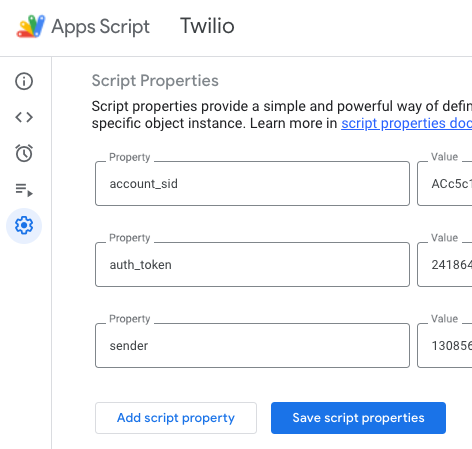 Apps Script Twilio
Script Properties
Script properties provide a simple and powerful way of defin
specific object instance. Learn more in script properties doc
Property Value
account_sid ACc5c1
Property Value
auth_token 241864
Property Value
sender 130856
Add script property Save script properties